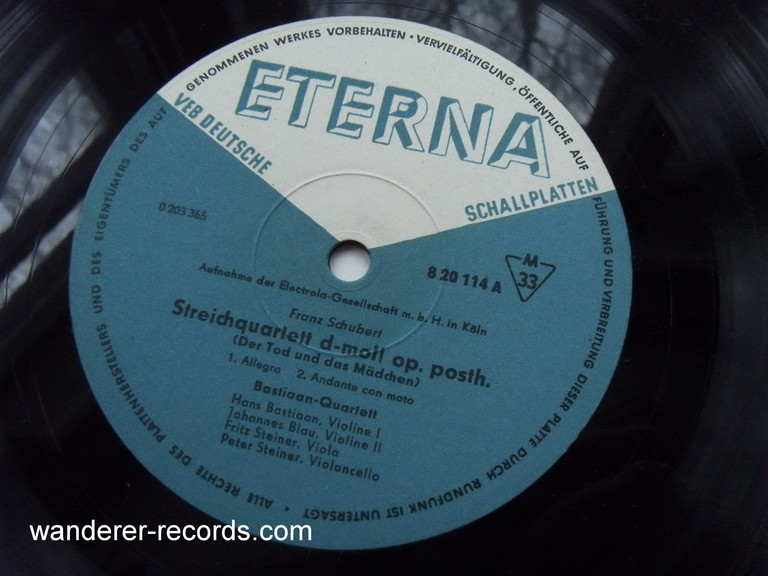 ALLE RECHTE DES PLATTENHERSTELLERS UND DES EIGENTÜMERS DES AUF GENOMMENEN WERKES VORBEHALTEN · VERVIELFÄLTIGUNG, ÖFFENTLICHE AUF FÜHRUNG UND VERBREITUNG DIESER PLATTE DURCH RUNDFUNK IST UNTERSAGT ·
ETERNA
VEB DEUTSCHE
SCHALLPLATTEN
0 203 365
8 20 114 A
M
33
Aufnahme der Electrola-Gesellschaft m. b. H. in Köln
Franz Schubert
Streichquartett d-moll op. posth.
(Der Tod und das Mädchen)
1. Allegro 2. Andante con moto
Bastiaan-Quartett
Hans Bastiaan, Violine I
Johannes Blau, Violine II
Fritz Steiner, Viola
Peter Steiner, Violoncello
wanderer-records.com